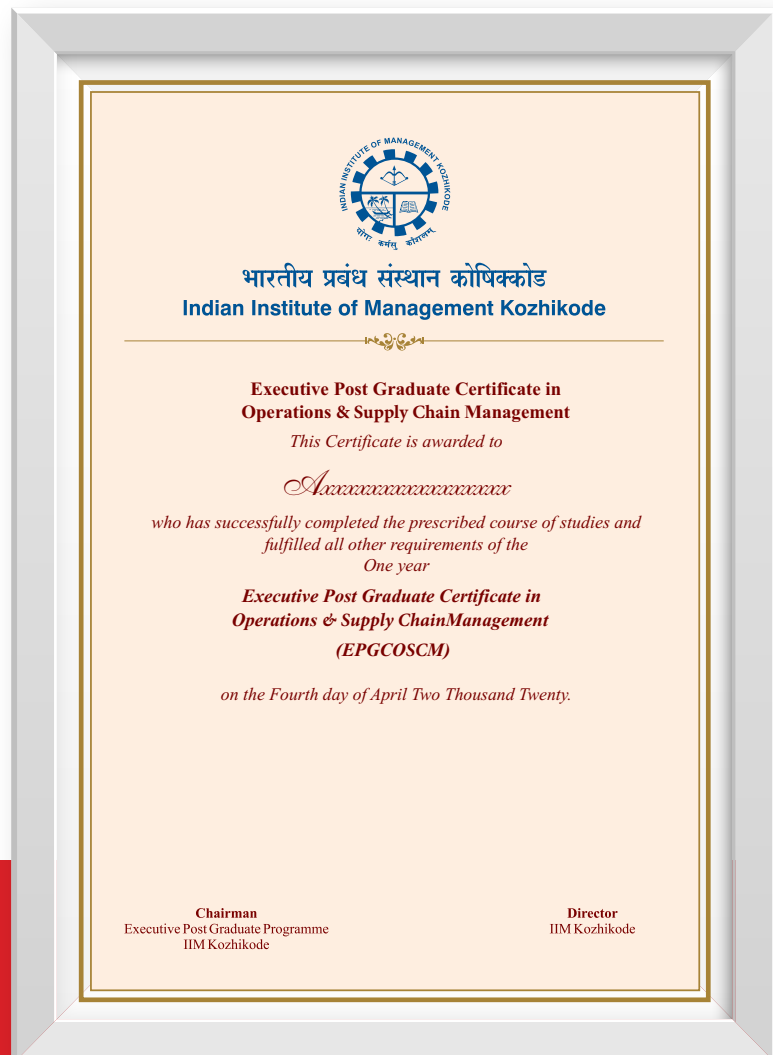 INDIAN INSTITUTE OF MANAGEMENT KOZHIKODE
योगः कर्मसु कौशलम्
भारतीय प्रबंध संस्थान कोषिक्कोड
Indian Institute of Management Kozhikode
Executive Post Graduate Certificate in
Operations & Supply Chain Management
This Certificate is awarded to
Axxxxxxxxxxxxxxxxxxxx
who has successfully completed the prescribed course of studies and
fulfilled all other requirements of the
One year
Executive Post Graduate Certificate in
Operations & Supply ChainManagement
(EPGCOSCM)
on the Fourth day of April Two Thousand Twenty.
Chairman
Executive Post Graduate Programme
IIM Kozhikode
Director
IIM Kozhikode